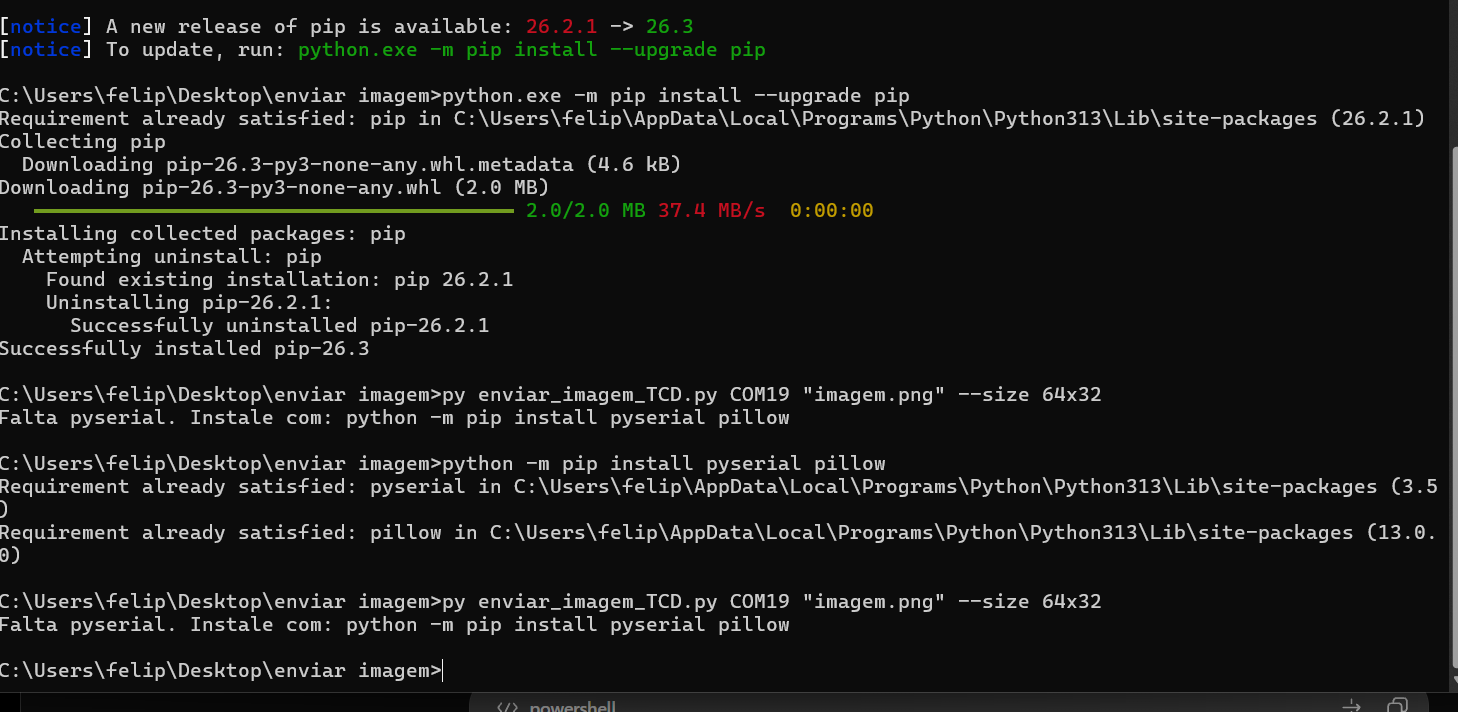 [notice] A new release of pip is available: 26.2.1 -> 26.3
[notice] To update, run: python.exe -m pip install --upgrade pip
C:\Users\felip\Desktop\enviar imagem>python.exe -m pip install --upgrade pip
Requirement already satisfied: pip in C:\Users\felip\AppData\Local\Programs\Python\Python313\Lib\site-packages (26.2.1)
Collecting pip
  Downloading pip-26.3-py3-none-any.whl.metadata (4.6 kB)
Downloading pip-26.3-py3-none-any.whl (2.0 MB)
2.0/2.0 MB 37.4 MB/s  0:00:00
Installing collected packages: pip
  Attempting uninstall: pip
    Found existing installation: pip 26.2.1
    Uninstalling pip-26.2.1:
      Successfully uninstalled pip-26.2.1
Successfully installed pip-26.3
C:\Users\felip\Desktop\enviar imagem>py enviar_imagem_TCD.py COM19 "imagem.png" --size 64x32
Falta pyserial. Instale com: python -m pip install pyserial pillow
C:\Users\felip\Desktop\enviar imagem>python -m pip install pyserial pillow
Requirement already satisfied: pyserial in C:\Users\felip\AppData\Local\Programs\Python\Python313\Lib\site-packages (3.5
)
Requirement already satisfied: pillow in C:\Users\felip\AppData\Local\Programs\Python\Python313\Lib\site-packages (13.0.
0)
C:\Users\felip\Desktop\enviar imagem>py enviar_imagem_TCD.py COM19 "imagem.png" --size 64x32
Falta pyserial. Instale com: python -m pip install pyserial pillow
C:\Users\felip\Desktop\enviar imagem>
powershell